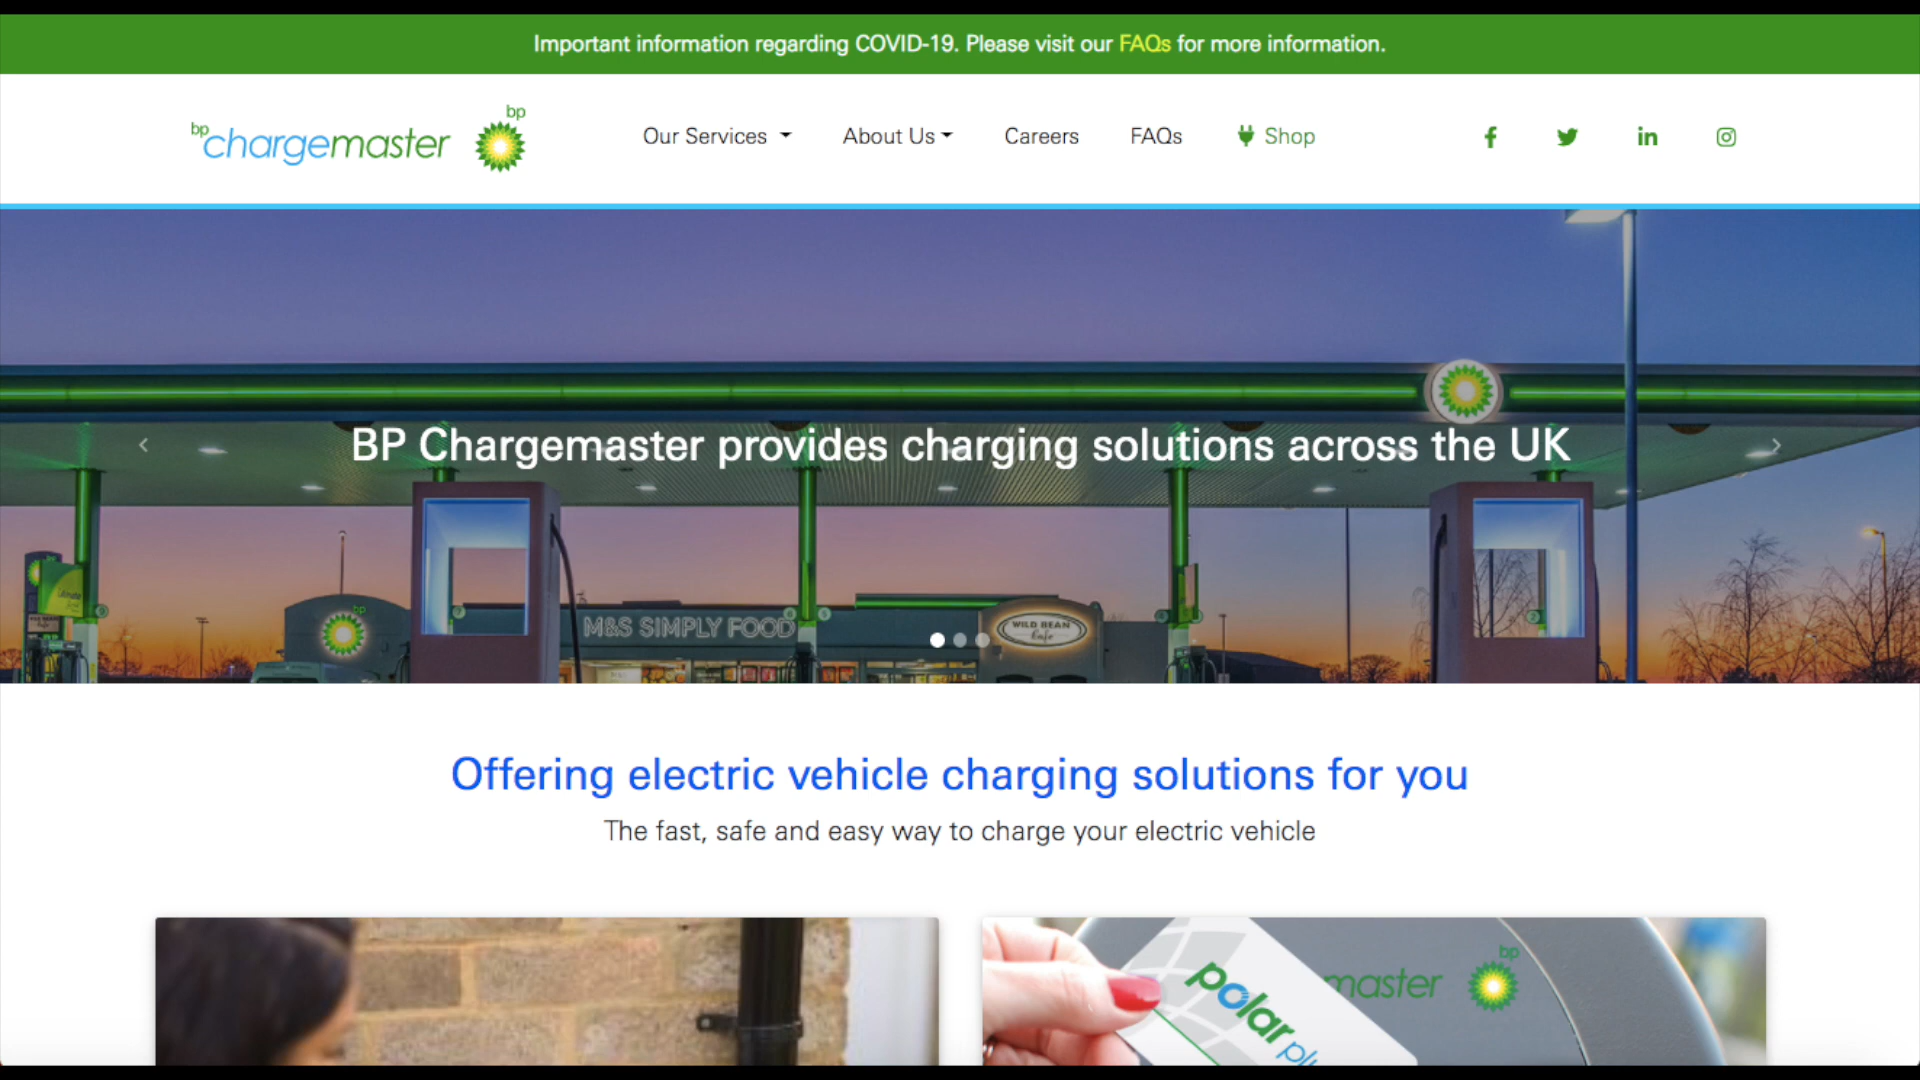 Important information regarding COVID-19. Please visit our FAQs for more information.
bp chargemaster bp
Our Services
About Us
Careers
FAQs
Shop
BP Chargemaster provides charging solutions across the UK
bp
M&S SIMPLY FOOD
WILD BEAN
Cafe
Offering electric vehicle charging solutions for you
The fast, safe and easy way to charge your electric vehicle
bp
master
polar